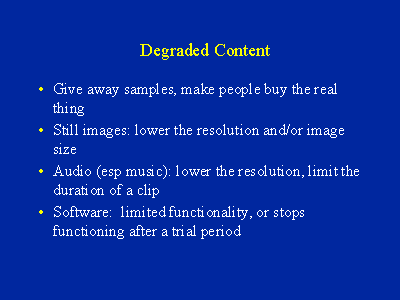 Degraded Content
• Give away samples, make people buy the real
thing
• Still images: lower the resolution and/or image
size
• Audio (esp music): lower the resolution, limit the
duration of a clip
• Software:  limited functionality, or stops
functioning after a trial period